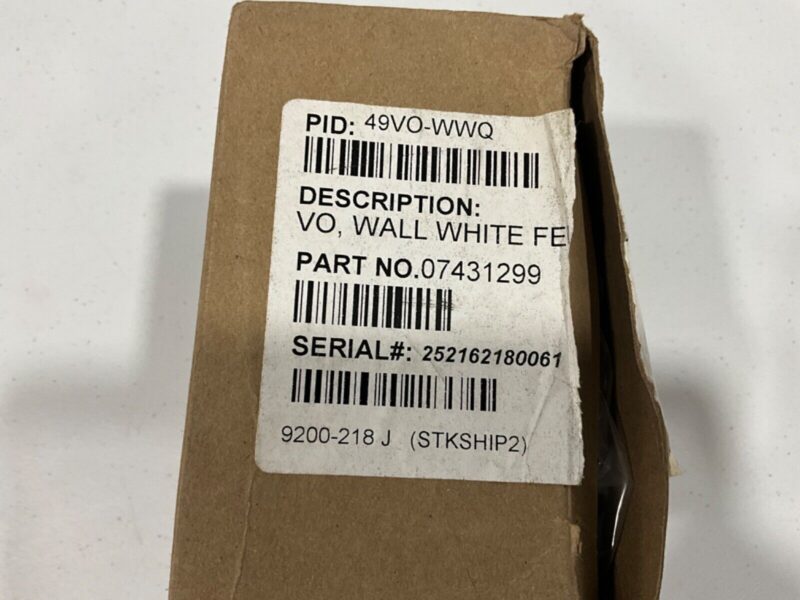 PID: 49VO-WWQ
DESCRIPTION:
VO, WALL WHITE FE
PART NO.07431299
SERIAL#: 252162180061
9200-218 J (STKSHIP2)